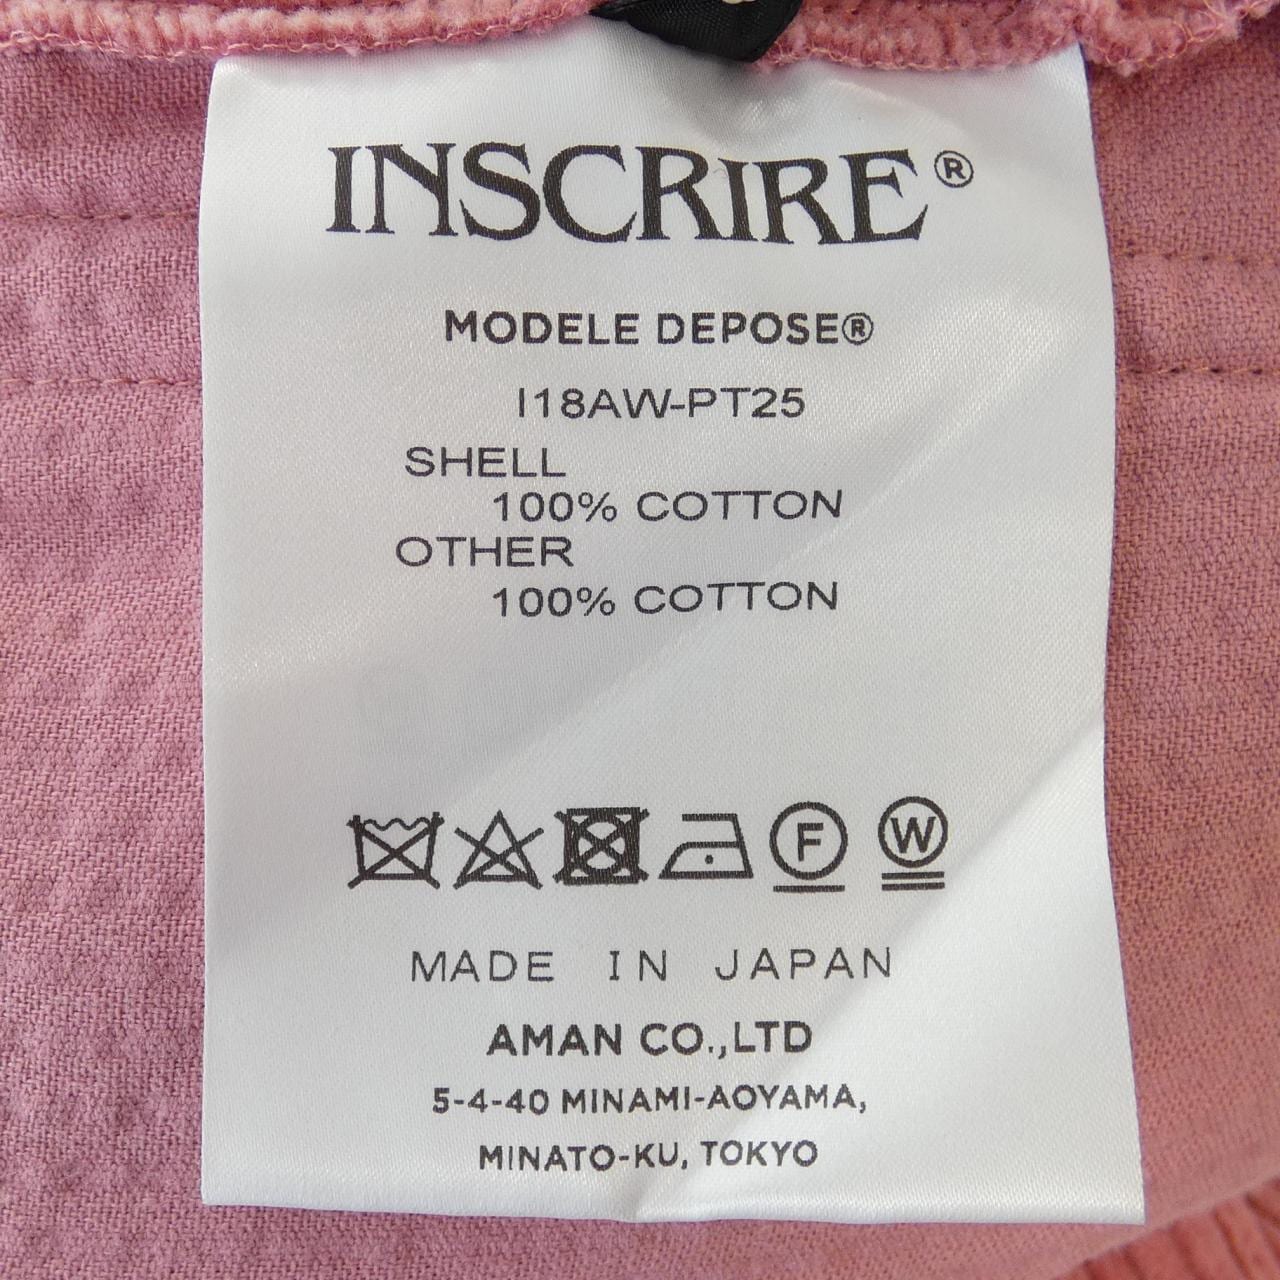 INSCRIRE®
MODELE DEPOSE®
I18AW-PT25
SHELL
100% COTTON
OTHER
100% COTTON
F W
MADE IN JAPAN
AMAN CO.,LTD
5-4-40 MINAMI-AOYAMA,
MINATO-KU, TOKYO